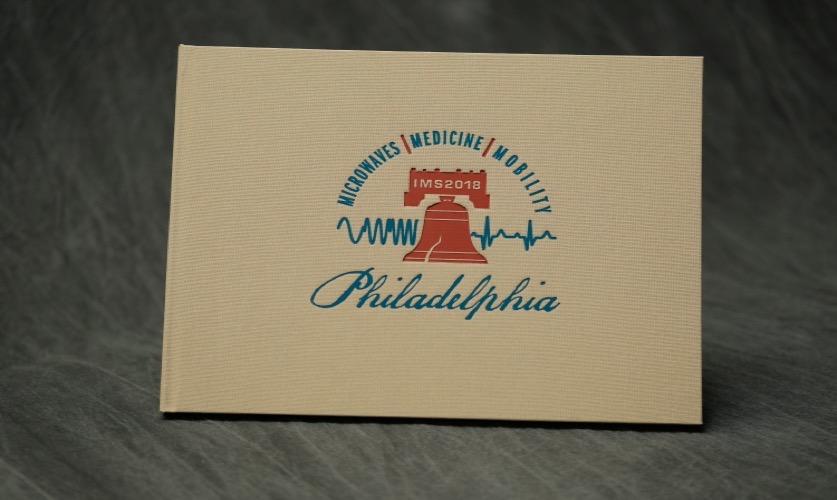 MICROWAVES | MEDICINE | MOBILITY
IMS2018
Philadelphia